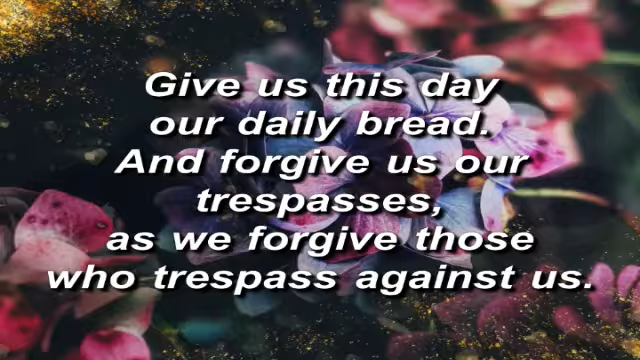 Give us this day
our daily bread.
And forgive us our
trespasses,
as we forgive those
who trespass against us.